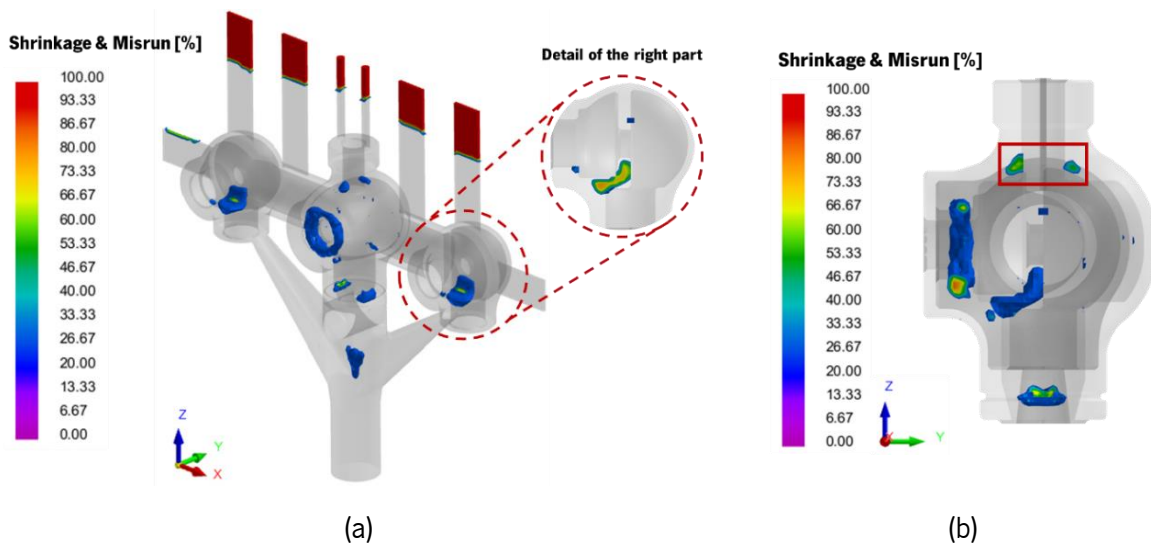 Shrinkage & Misrun [%]
100.00
93.33
86.67
80.00
73.33
66.67
60.00
53.33
46.67
40.00
33.33
26.67
20.00
13.33
6.67
0.00
Z
Y
X
Detail of the right part
(a)
Shrinkage & Misrun [%]
100.00
93.33
86.67
80.00
73.33
66.67
60.00
53.33
46.67
40.00
33.33
26.67
20.00
13.33
6.67
0.00
Z
X
Y
(b)